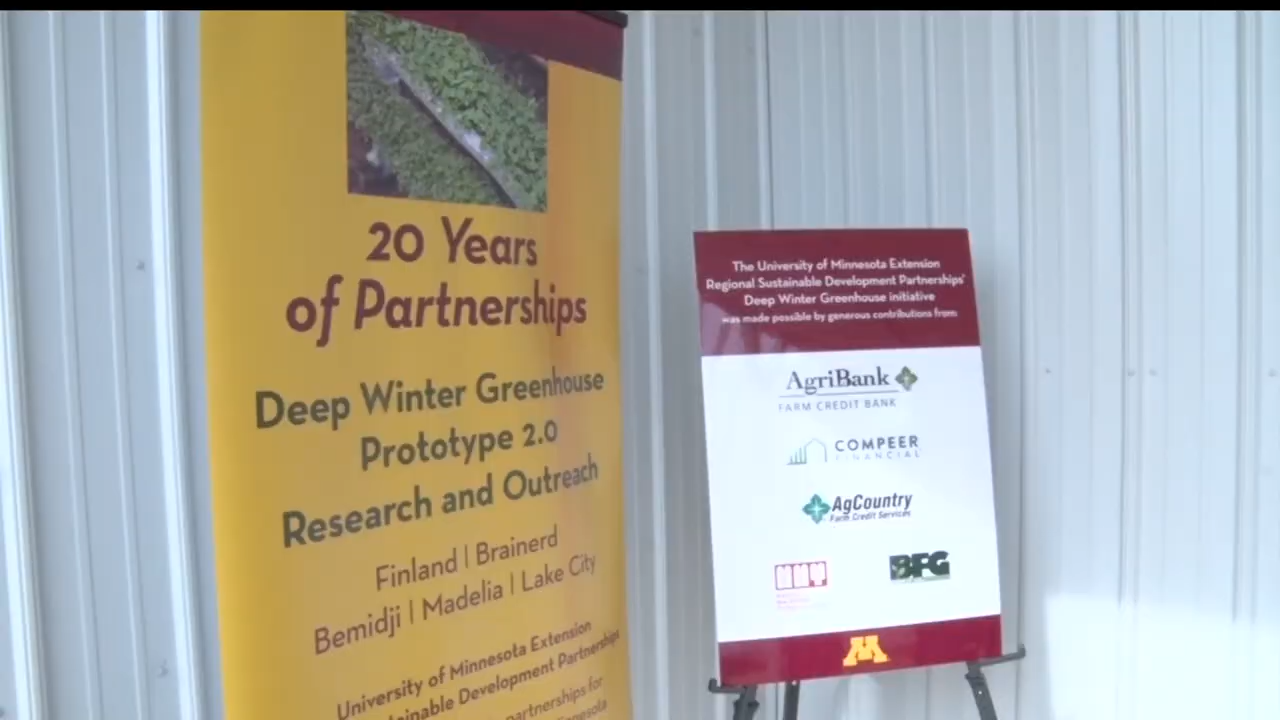 20 Years
of Partnerships
Deep Winter Greenhouse
Prototype 2.0
Research and Outreach
Finland | Brainerd
Bemidji | Madelia | Lake City
University of Minnesota Extension
Development Partnerships
partnerships for
The University of Minnesota Extension
Regional Sustainable Development Partnerships'
Deep Winter Greenhouse initiative
was made possible by generous contributions from:
AgriBank
FARM CREDIT BANK
COMPEER
FINANCIAL
AgCountry
Farm Credit Services
BFG
M